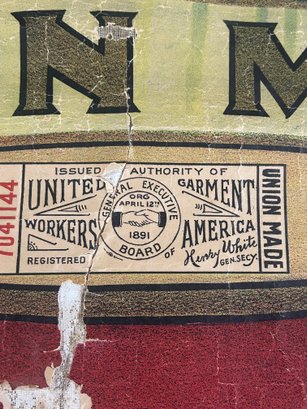 N M
7041144
ISSUED AUTHORITY OF
UNITED GARMENT
WORKERS OF AMERICA
REGISTERED
GENERAL EXECUTIVE
BOARD
ORG
APRIL 12TH
1891
Henry White
GEN. SECY.
UNION MADE